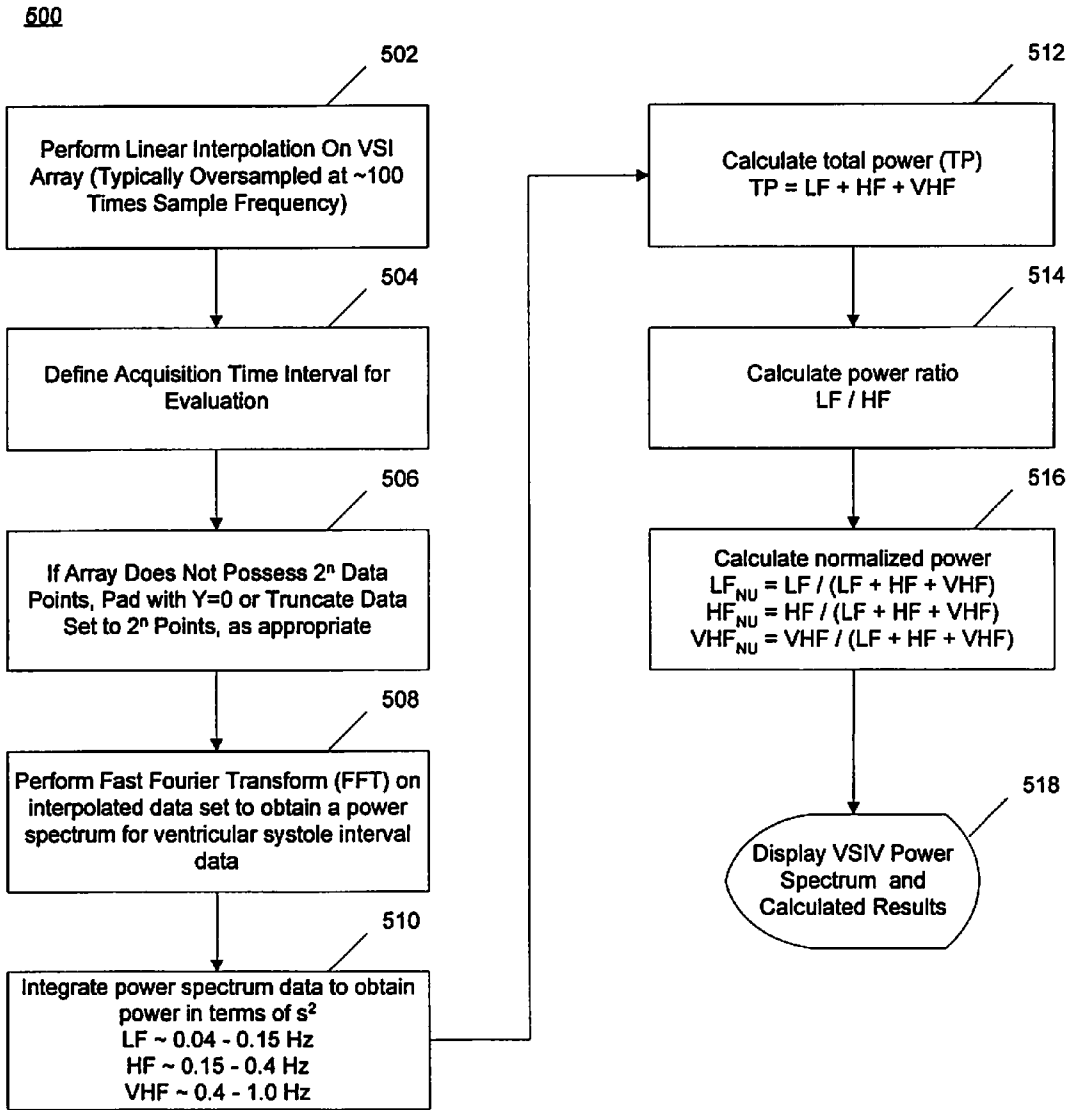 500
502
Perform Linear Interpolation On VSI
Array (Typically Oversampled at ~100
Times Sample Frequency)
504
Define Acquisition Time Interval for
Evaluation
506
If Array Does Not Possess 2ⁿ Data
Points, Pad with Y=0 or Truncate Data
Set to 2ⁿ Points, as appropriate
508
Perform Fast Fourier Transform (FFT) on
interpolated data set to obtain a power
spectrum for ventricular systole interval
data
510
Integrate power spectrum data to obtain
power in terms of s²
LF ~ 0.04 - 0.15 Hz
HF ~ 0.15 - 0.4 Hz
VHF ~ 0.4 - 1.0 Hz
512
Calculate total power (TP)
TP = LF + HF + VHF
514
Calculate power ratio
LF / HF
516
Calculate normalized power
LF_NU = LF / (LF + HF + VHF)
HF_NU = HF / (LF + HF + VHF)
VHF_NU = VHF / (LF + HF + VHF)
518
Display VSIV Power
Spectrum and
Calculated Results